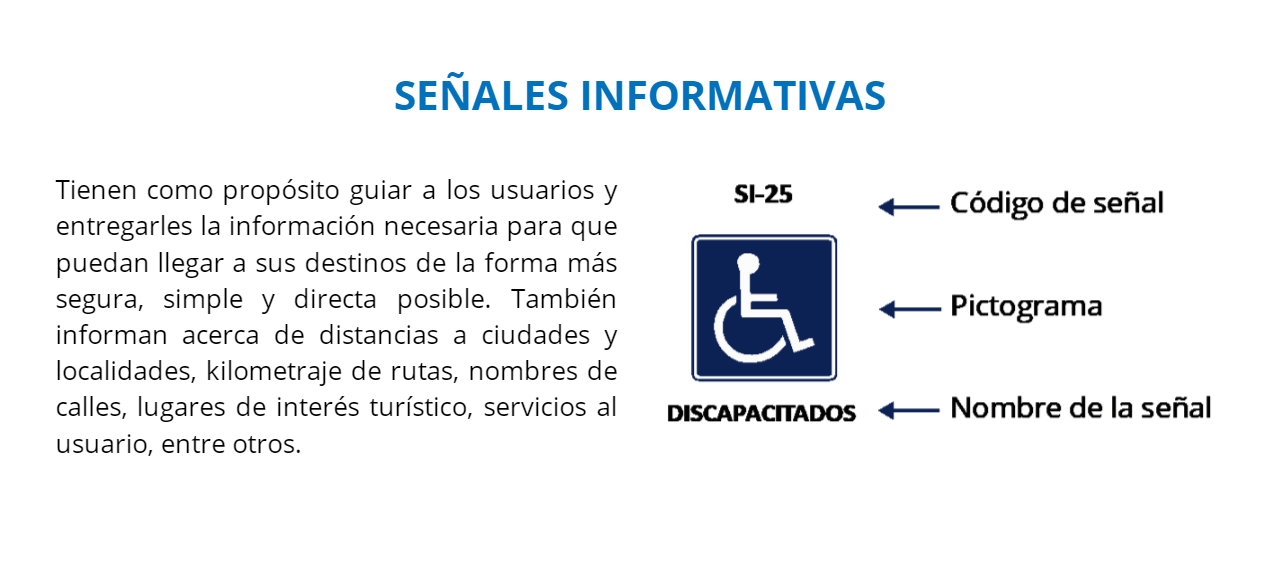 SEÑALES INFORMATIVAS
Tienen como propósito guiar a los usuarios y
entregarles la información necesaria para que
puedan llegar a sus destinos de la forma más
segura, simple y directa posible. También
informan acerca de distancias a ciudades y
localidades, kilometraje de rutas, nombres de
calles, lugares de interés turístico, servicios al
usuario, entre otros.
SI-25
Código de señal
Pictograma
DISCAPACITADOS
Nombre de la señal